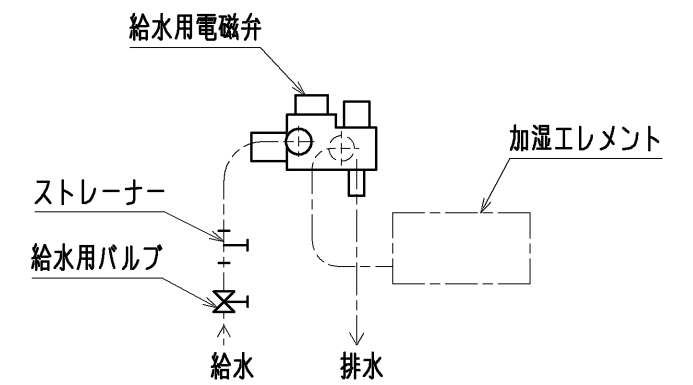 給水用電磁弁
加湿エレメント
ストレーナー
給水用バルブ
給水
排水